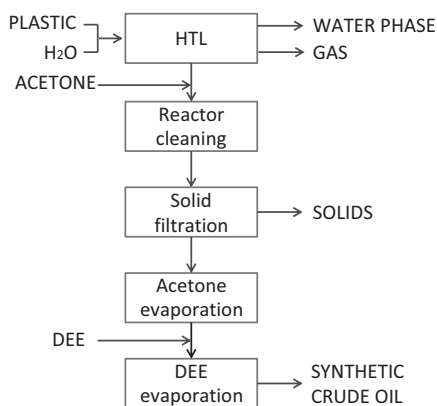 PLASTIC
H₂O
HTL
WATER PHASE
GAS
ACETONE
Reactor
cleaning
Solid
filtration
SOLIDS
Acetone
evaporation
DEE
DEE
evaporation
SYNTHETIC
CRUDE OIL